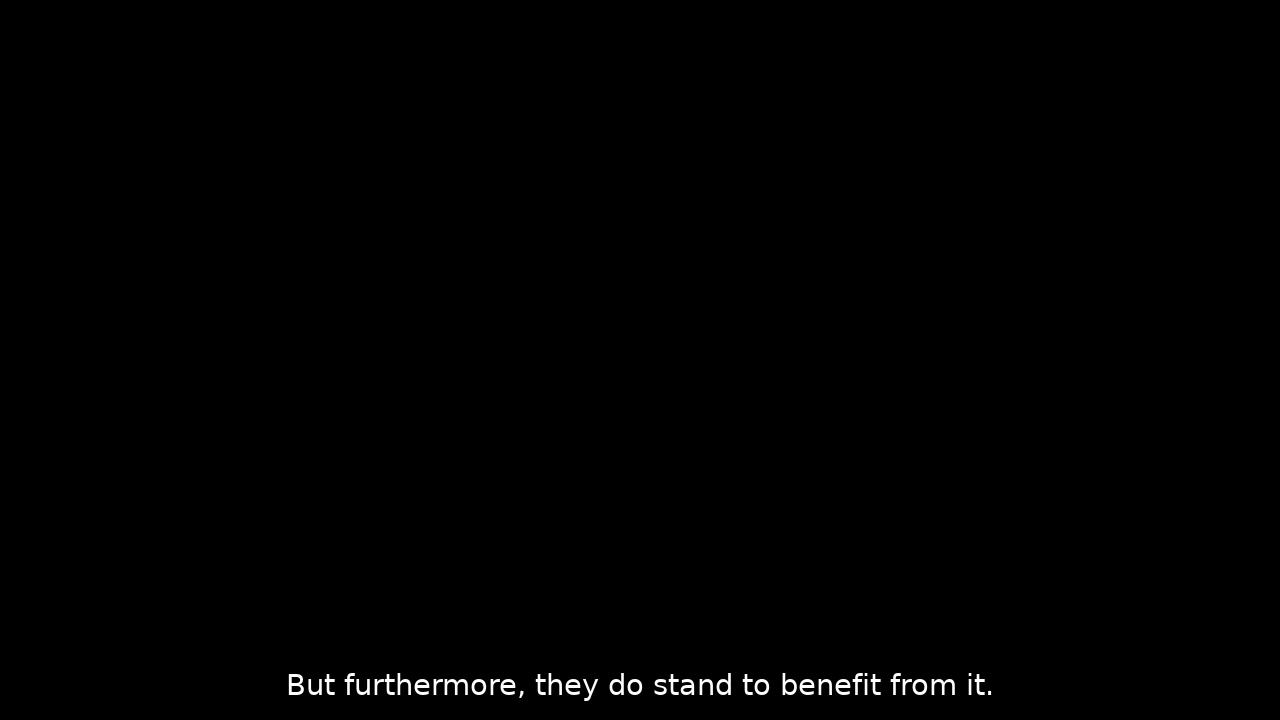 But furthermore, they do stand to benefit from it.